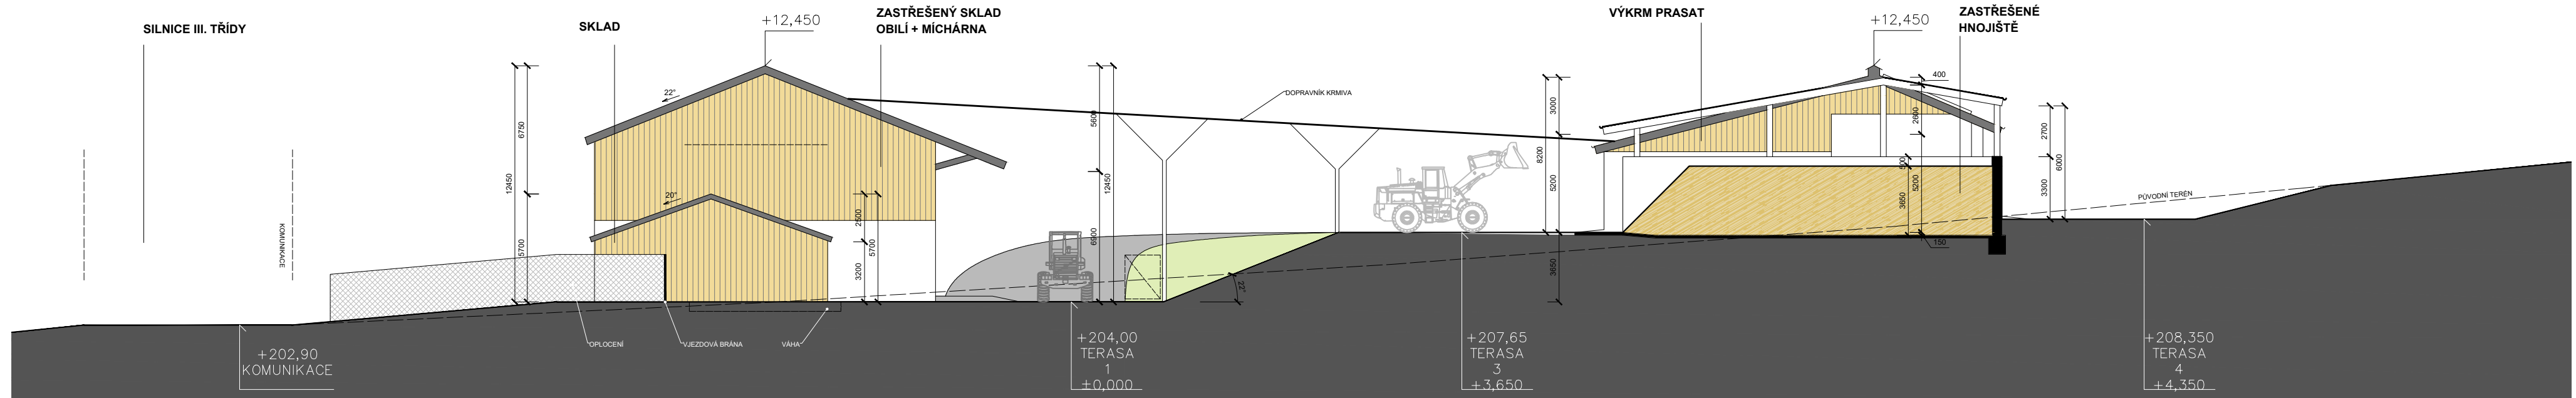 SILNICE III. TŘÍDY
SKLAD
ZASTŘEŠENÝ SKLAD
OBILÍ + MÍCHÁRNA
+12,450
VÝKRM PRASAT
+12,450
ZASTŘEŠENÉ
HNOJIŠTĚ
22°
20°
6750
12450
5700
2500
5700
3200
5600
12450
6900
DOPRAVNÍK KRMIVA
3000
8200
5200
3650
400
2600
500
5200
3650
150
2700
6000
3300
PŮVODNÍ TERÉN
KOMUNIKACE
22°
OPLOCENÍ
VJEZDOVÁ BRÁNA
VÁHA
+202,90
KOMUNIKACE
+204,00
TERASA
1
±0,000
+207,65
TERASA
3
+3,650
+208,350
TERASA
4
+4,350